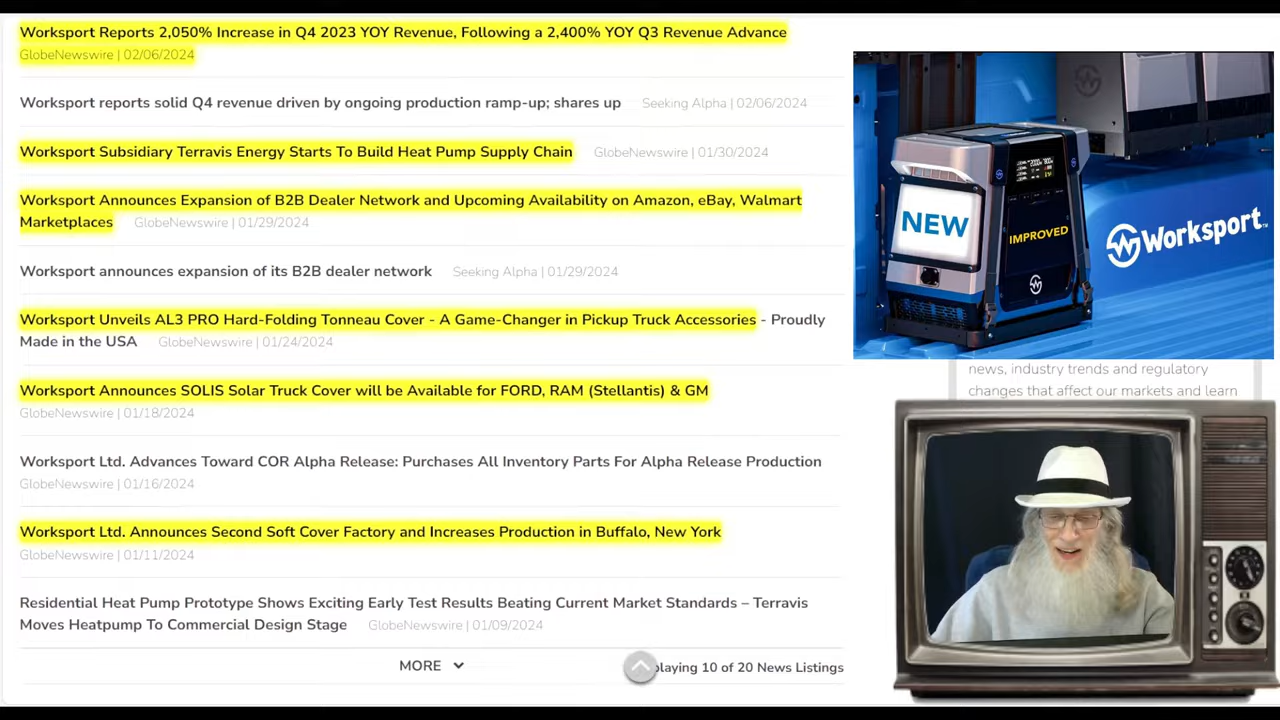 Worksport Reports 2,050% Increase in Q4 2023 YOY Revenue, Following a 2,400% YOY Q3 Revenue Advance
GlobeNewswire | 02/06/2024
Worksport reports solid Q4 revenue driven by ongoing production ramp-up; shares up Seeking Alpha | 02/06/2024
Worksport Subsidiary Terravis Energy Starts To Build Heat Pump Supply Chain GlobeNewswire | 01/30/2024
Worksport Announces Expansion of B2B Dealer Network and Upcoming Availability on Amazon, eBay, Walmart
Marketplaces GlobeNewswire | 01/29/2024
Worksport announces expansion of its B2B dealer network Seeking Alpha | 01/29/2024
Worksport Unveils AL3 PRO Hard-Folding Tonneau Cover - A Game-Changer in Pickup Truck Accessories - Proudly
Made in the USA GlobeNewswire | 01/24/2024
Worksport Announces SOLIS Solar Truck Cover will be Available for FORD, RAM (Stellantis) & GM
GlobeNewswire | 01/18/2024
Worksport Ltd. Advances Toward COR Alpha Release: Purchases All Inventory Parts For Alpha Release Production
GlobeNewswire | 01/16/2024
Worksport Ltd. Announces Second Soft Cover Factory and Increases Production in Buffalo, New York
GlobeNewswire | 01/11/2024
Residential Heat Pump Prototype Shows Exciting Early Test Results Beating Current Market Standards – Terravis
Moves Heatpump To Commercial Design Stage GlobeNewswire | 01/09/2024
MORE
playing 10 of 20 News Listings
NEW
IMPROVED
Worksport
news, industry trends and regulatory
changes that affect our markets and learn